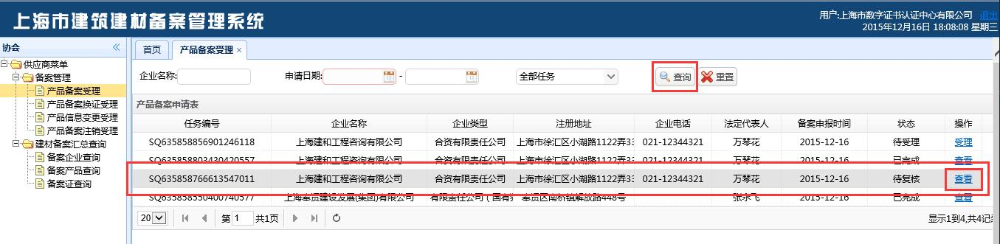 上海市建筑建材备案管理系统
用户:上海市数字证书认证中心有限公司 退出
2015年12月16日 18:08:08 星期三
协会
首页 产品备案受理
供应商菜单
备案管理
产品备案受理
产品备案换证受理
产品信息变更受理
产品备案注销受理
建材备案汇总查询
备案企业查询
备案产品查询
备案证查询
企业名称: 申请日期: - 全部任务 查询 重置
产品备案申请表
任务编号 企业名称 企业类型 注册地址 企业电话 法定代表人 备案申报时间 状态 操作
SQ635858856901246118 上海建和工程咨询有限公司 合资有限责任公司 上海市徐汇区小湖路1122弄33 021-12344321 万琴花 2015-12-16 待受理 受理
SQ635858803430420557 上海建和工程咨询有限公司 合资有限责任公司 上海市徐汇区小湖路1122弄33 021-12344321 万琴花 2015-12-16 已完成 查看
SQ635858766613547011 上海建和工程咨询有限公司 合资有限责任公司 上海市徐汇区小湖路1122弄33 021-12344321 万琴花 2015-12-16 待复核 查看
SQ635858550400740577 上海奉贤建设发展(集团)有限公司 有限责任公司（国有独 奉贤区南桥镇解放路448号 张永飞 2015-12-16 已完成 查看
20 第 1 共1页 显示1到4,共4记录